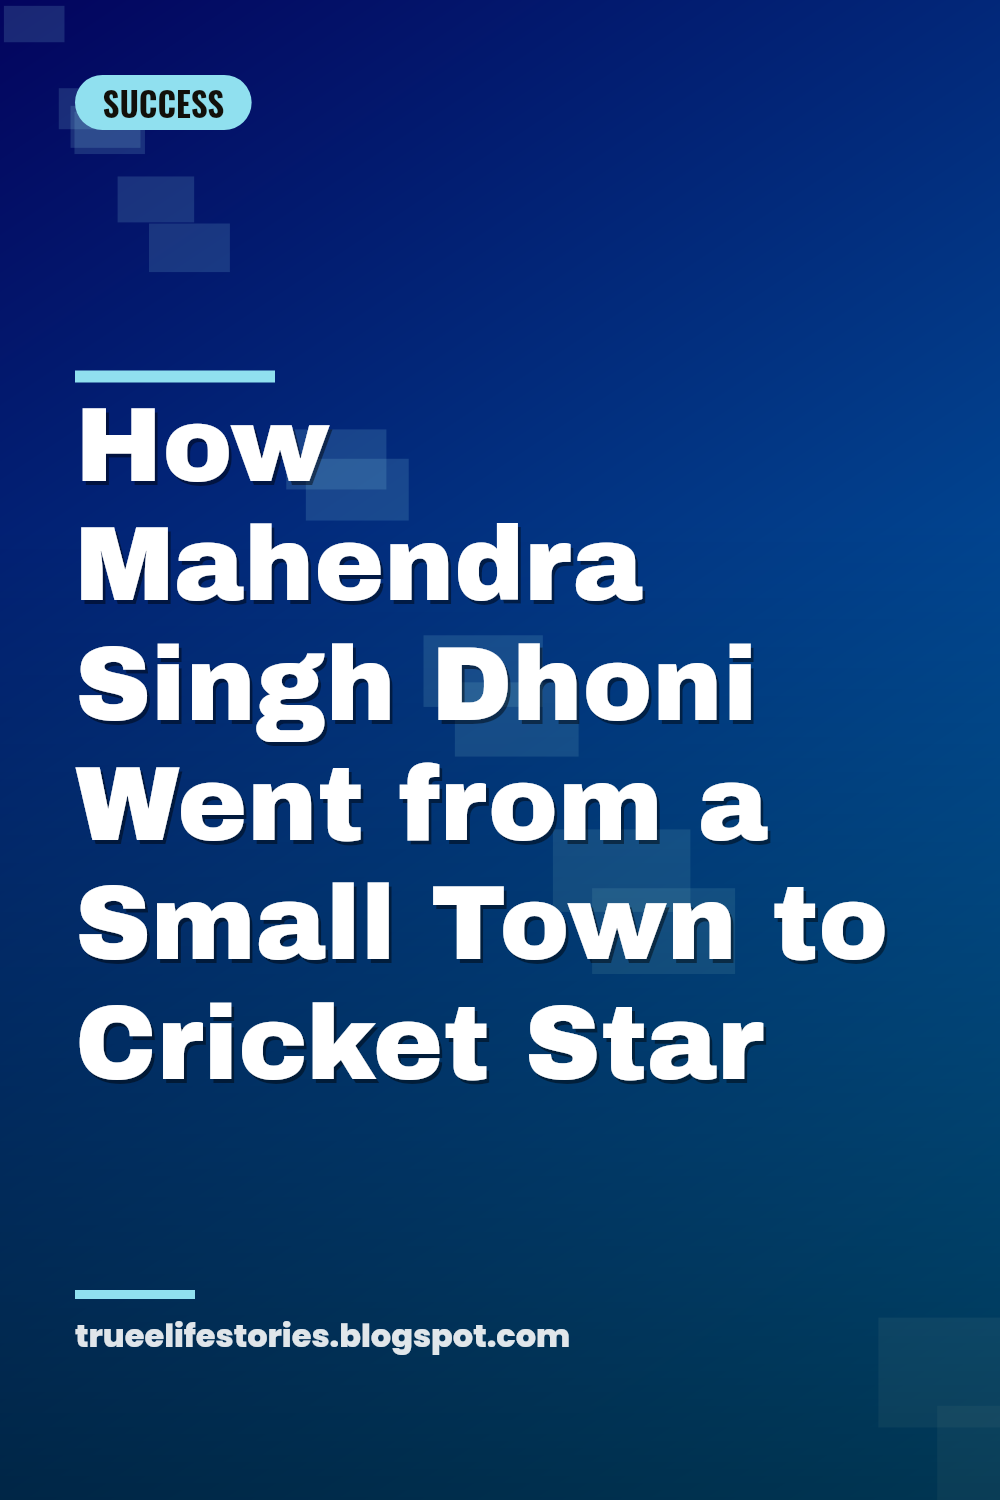 SUCCESS
How
Mahendra
Singh Dhoni
Went from a
Small Town to
Cricket Star
trueelifestories.blogspot.com